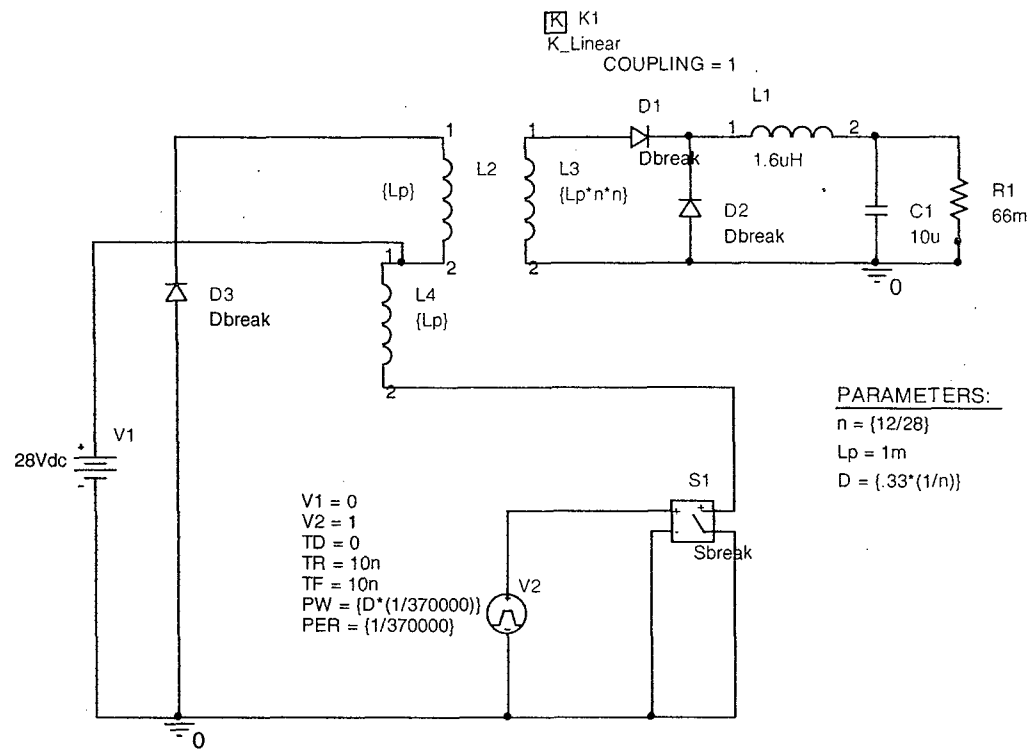 K K1
K_Linear
COUPLING = 1
L1
D1
1
1
1
2
Dbreak
1.6uH
L2
L3
{Lp}
{Lp*n*n}
R1
66m
D2
Dbreak
C1
10u
1
2
2
0
D3
Dbreak
L4
{Lp}
2
PARAMETERS:
n = {12/28}
Lp = 1m
D = {.33*(1/n)}
V1
+
28Vdc
-
S1
+
+
-
Sbreak
V1 = 0
V2 = 1
TD = 0
TR = 10n
TF = 10n
PW = {D*(1/370000)}
PER = {1/370000}
V2
+
-
0